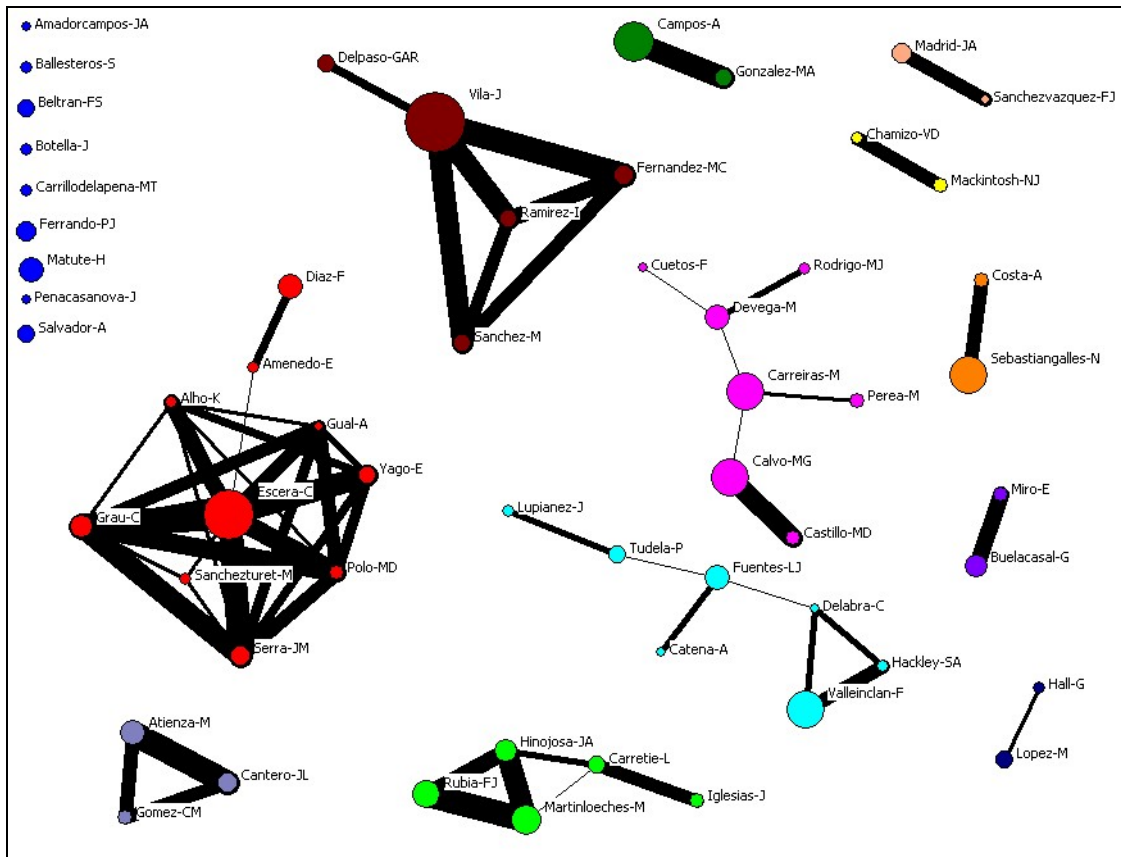 Amadorcampos-JA
Ballesteros-S
Beltran-FS
Botella-J
Carrillodelapena-MT
Ferrando-PJ
Matute-H
Penacasanova-J
Salvador-A
Delpaso-GAR
Vila-J
Fernandez-MC
Ramirez-I
Sanchez-M
Campos-A
Gonzalez-MA
Madrid-JA
Sanchezvazquez-FJ
Chamizo-VD
Mackintosh-NJ
Diaz-F
Amenedo-E
Alho-K
Gual-A
Yago-E
Escera-C
Grau-C
Sanchezturet-M
Polo-MD
Serra-JM
Cuetos-F
Rodrigo-MJ
Devega-M
Carreiras-M
Perea-M
Calvo-MG
Castillo-MD
Costa-A
Sebastiangalles-N
Miro-E
Buelacasal-G
Lupianez-J
Tudela-P
Fuentes-LJ
Delabra-C
Catena-A
Hackley-SA
Valleinclan-F
Hall-G
Lopez-M
Atienza-M
Cantero-JL
Gomez-CM
Hinojosa-JA
Carretie-L
Rubia-FJ
Iglesias-J
Martinloeches-M